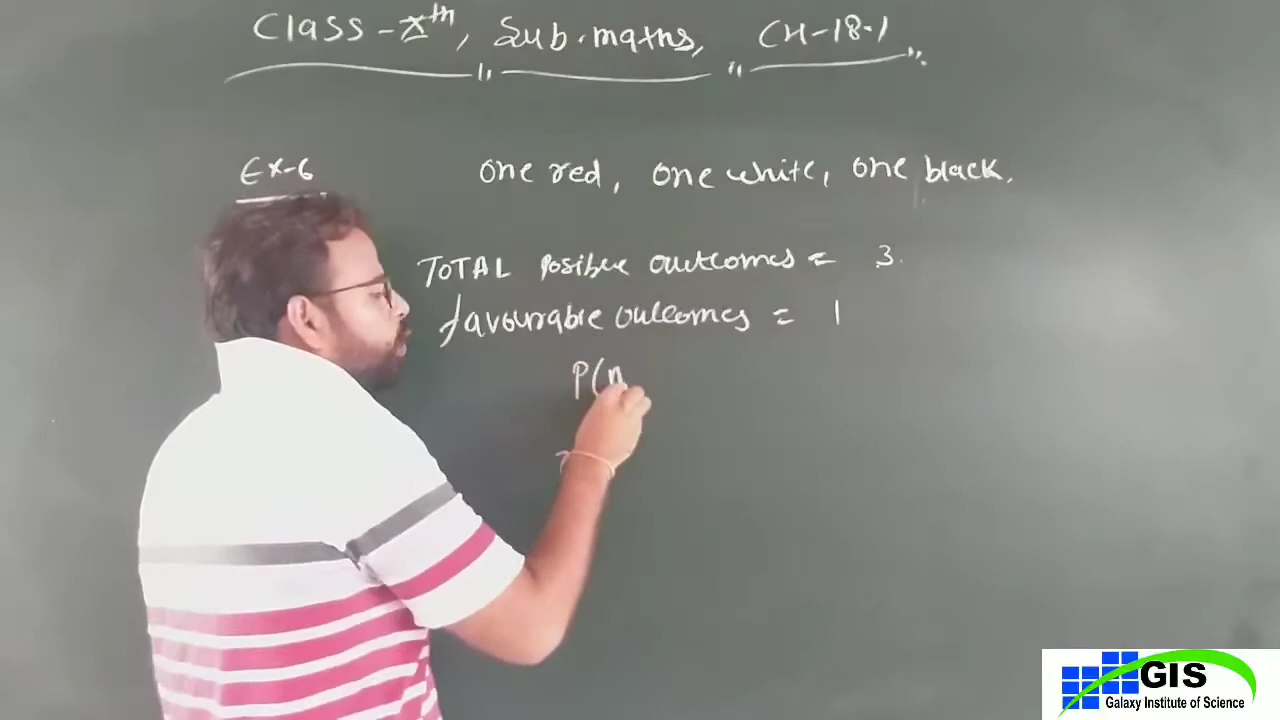 Class-Xth, Sub. maths, CH-18.1
Ex-6
one red, one white, one black.
TOTAL posible outcomes = 3.
favourable outcomes = 1
P(
GIS
Galaxy Institute of Science